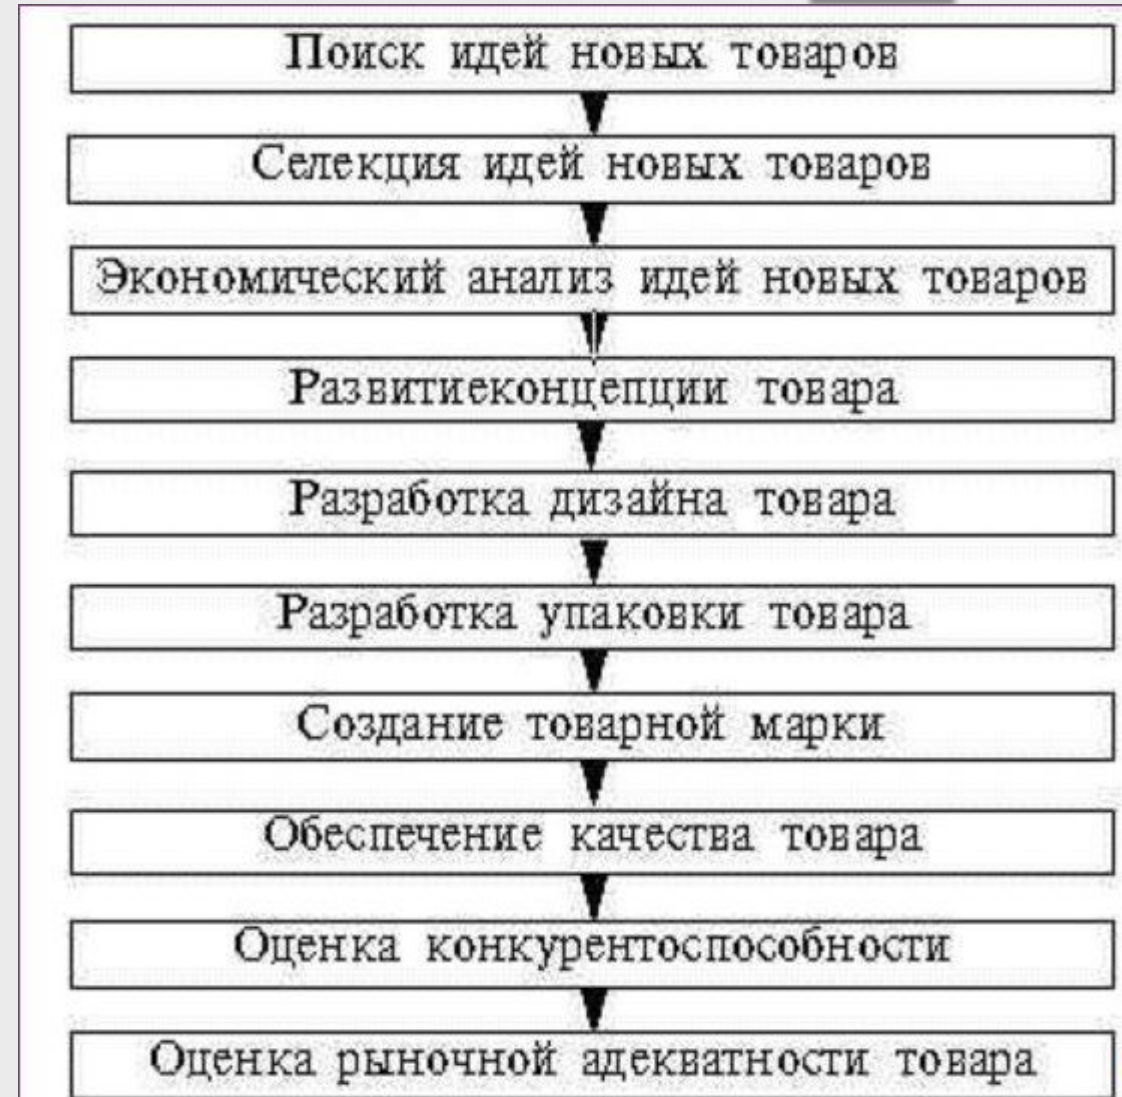 Поиск идей новых товаров
Селекция идей новых товаров
Экономический анализ идей новых товаров
Развитиеконцепции товара
Разработка дизайна товара
Разработка упаковки товара
Создание товарной марки
Обеспечение качества товара
Оценка конкурентоспособности
Оценка рыночной адекватности товара